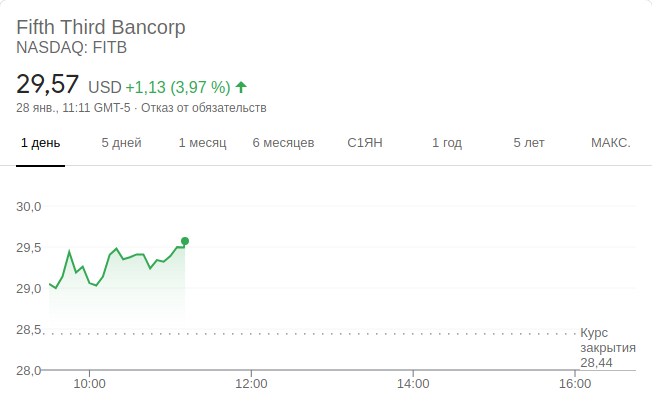 Fifth Third Bancorp
NASDAQ: FITB
29,57 USD +1,13 (3,97 %)
28 янв., 11:11 GMT-5 · Отказ от обязательств
1 день 5 дней 1 месяц 6 месяцев С1ЯН 1 год 5 лет МАКС.
30,0
29,5
29,0
28,5
Курс
закрытия
28,44
28,0
10:00 12:00 14:00 16:00